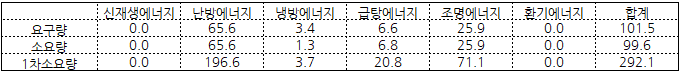 신재생에너지 난방에너지 냉방에너지 급탕에너지 조명에너지 환기에너지 합계
요구량 0.0 65.6 3.4 6.6 25.9 0.0 101.5
소요량 0.0 65.6 1.3 6.8 25.9 0.0 99.6
1차소요량 0.0 196.6 3.7 20.8 71.1 0.0 292.1